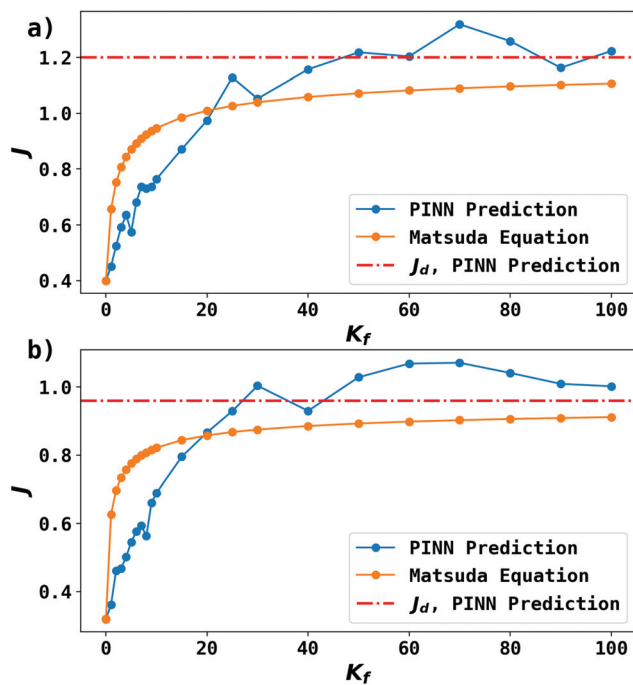 a)
1.2
1.0
0.8
0.6
0.4
J
PINN Prediction
Matsuda Equation
J_d, PINN Prediction
0 20 40 60 80 100
K_f
b)
1.0
0.8
0.6
0.4
J
PINN Prediction
Matsuda Equation
J_d, PINN Prediction
0 20 40 60 80 100
K_f